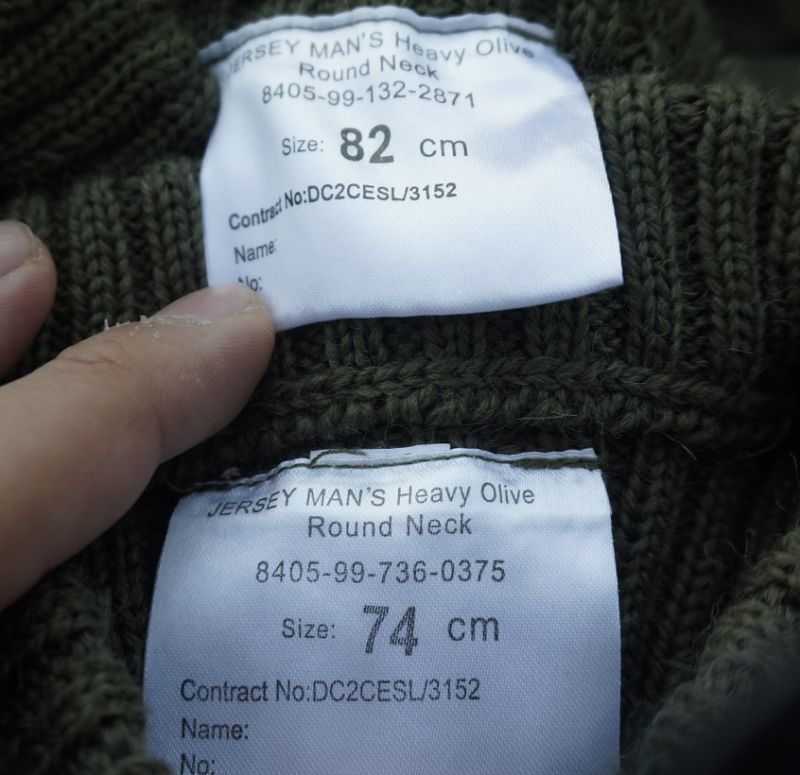 JERSEY MAN'S Heavy Olive
Round Neck
8405-99-132-2871
Size: 82 cm
Contract No:DC2CESL/3152
Name:
No:
JERSEY MAN'S Heavy Olive
Round Neck
8405-99-736-0375
Size: 74 cm
Contract No:DC2CESL/3152
Name:
No: